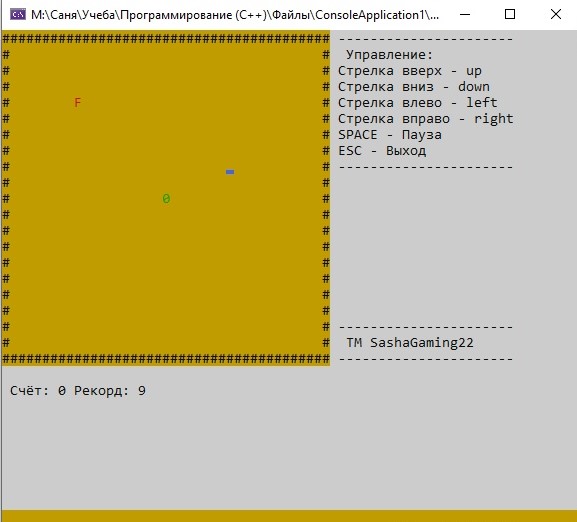 M:\Саня\Учеба\Программирование (C++)\Файлы\ConsoleApplication1\...
######################################### ----------------------
# # Управление:
# # Стрелка вверх - up
# # Стрелка вниз - down
# F # Стрелка влево - left
# # Стрелка вправо - right
# # SPACE - Пауза
# # ESC - Выход
# # ----------------------
# #
# 0 #
# #
# #
# #
# #
# #
# #
# #
# # ----------------------
# # TM SashaGaming22
######################################### ----------------------
Счёт: 0 Рекорд: 9